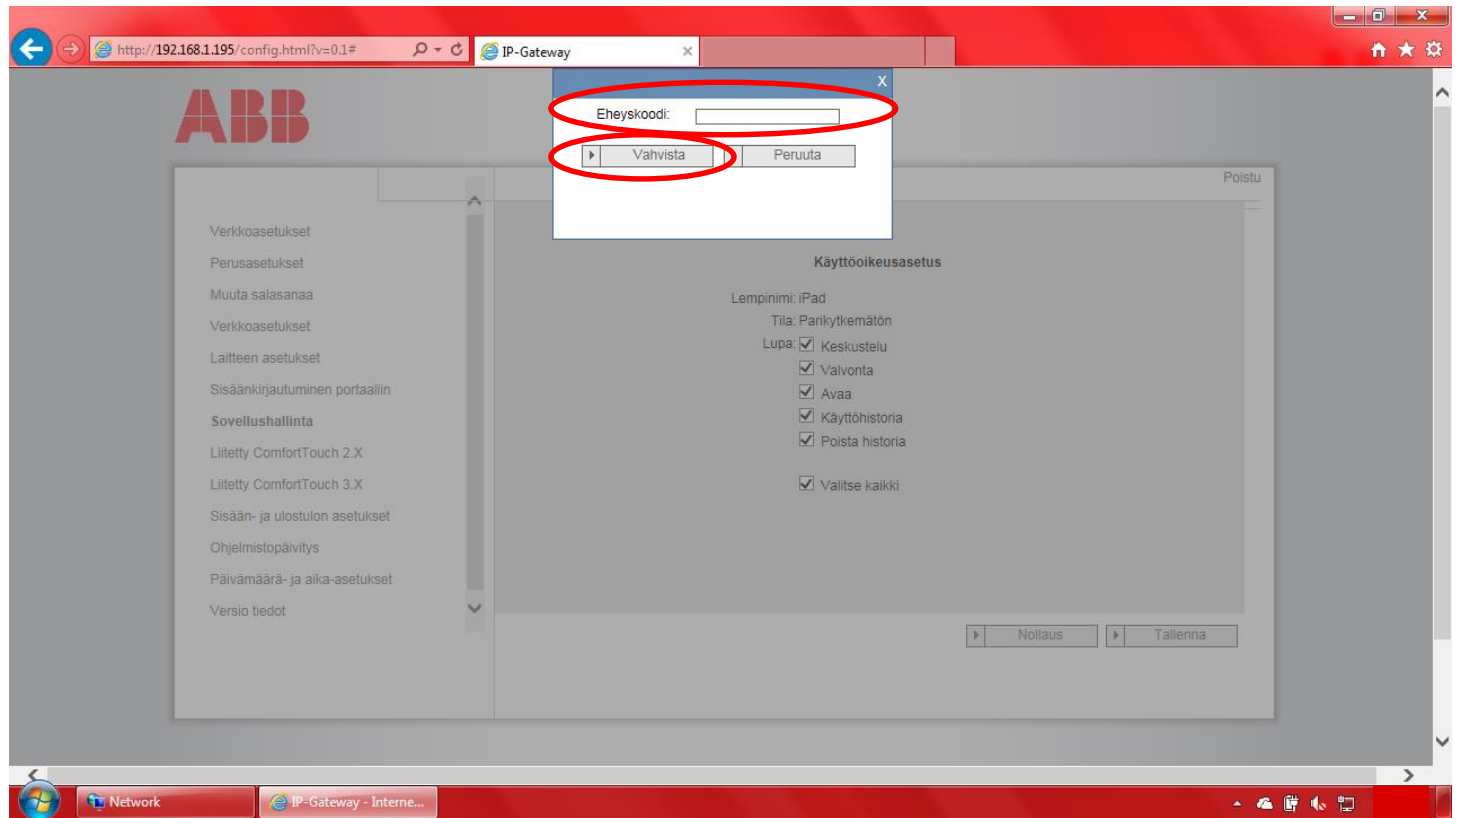 http://192.168.1.195/config.html?v=0.1#
IP-Gateway
X
Eheyskoodi:
Vahvista
Peruuta
ABB
Poistu
Verkkoasetukset
Perusasetukset
Muuta salasanaa
Verkkoasetukset
Laitteen asetukset
Sisäänkirjautuminen portaaliin
Sovellushallinta
Liitetty ComfortTouch 2.X
Liitetty ComfortTouch 3.X
Sisään- ja ulostulon asetukset
Ohjelmistopäivitys
Päivämäärä- ja aika-asetukset
Versio tiedot
Käyttöoikeusasetus
Lempinimi: iPad
Tila: Parikytkemätön
Lupa: Keskustelu
Valvonta
Avaa
Käyttöhistoria
Poista historia
Valitse kaikki
Nollaus
Tallenna
Network
IP-Gateway - Interne...